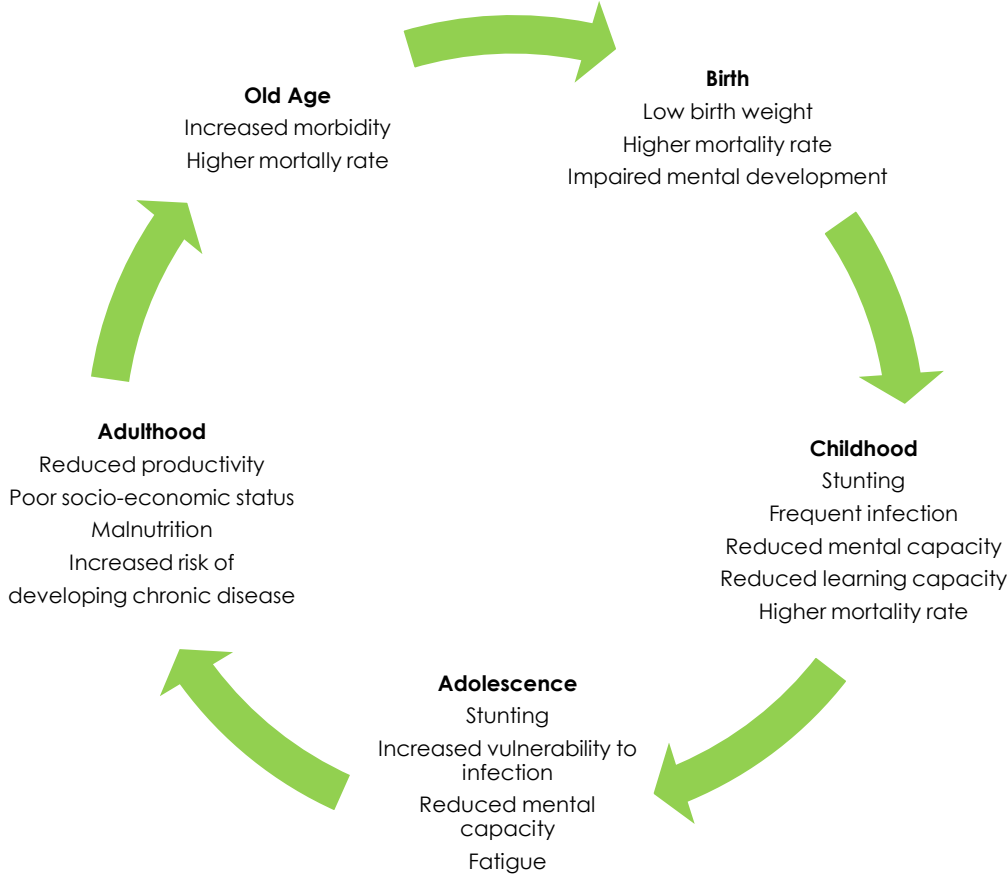 Birth
Low birth weight
Higher mortality rate
Impaired mental development
Childhood
Stunting
Frequent infection
Reduced mental capacity
Reduced learning capacity
Higher mortality rate
Adolescence
Stunting
Increased vulnerability to
infection
Reduced mental
capacity
Fatigue
Adulthood
Reduced productivity
Poor socio-economic status
Malnutrition
Increased risk of
developing chronic disease
Old Age
Increased morbidity
Higher mortally rate